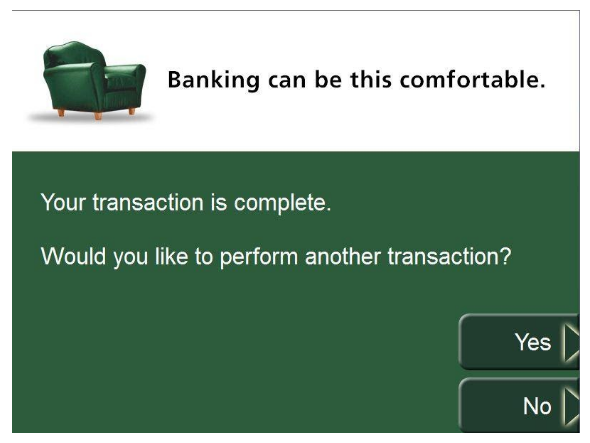 Banking can be this comfortable.
Your transaction is complete.
Would you like to perform another transaction?
Yes
No